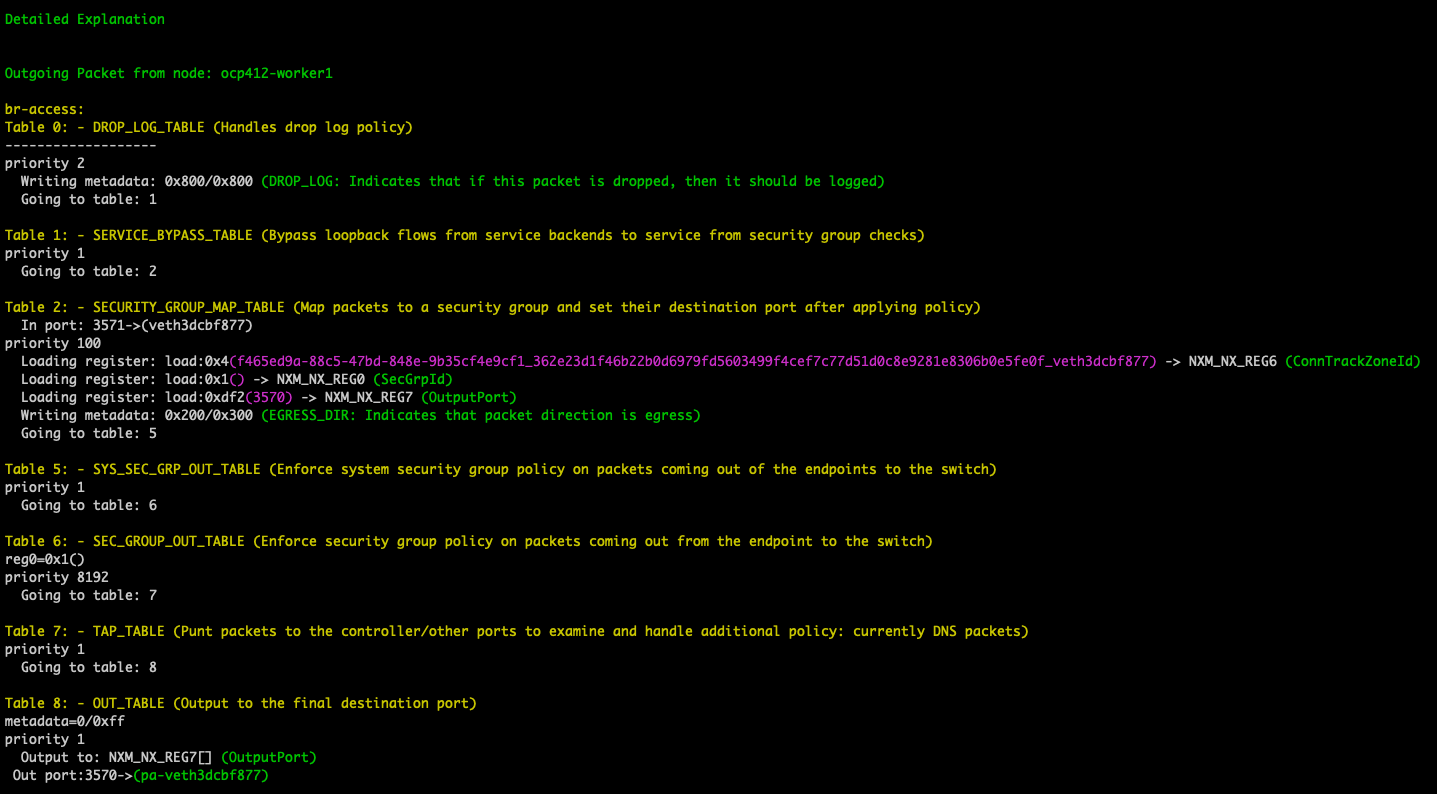 Detailed Explanation
Outgoing Packet from node: ocp412-worker1
br-access:
Table 0: - DROP_LOG_TABLE (Handles drop log policy)
-------------------
priority 2
  Writing metadata: 0x800/0x800 (DROP_LOG: Indicates that if this packet is dropped, then it should be logged)
  Going to table: 1
Table 1: - SERVICE_BYPASS_TABLE (Bypass loopback flows from service backends to service from security group checks)
priority 1
  Going to table: 2
Table 2: - SECURITY_GROUP_MAP_TABLE (Map packets to a security group and set their destination port after applying policy)
  In port: 3571->(veth3dcbf877)
priority 100
  Loading register: load:0x4(f465ed9a-88c5-47bd-848e-9b35cf4e9cf1_362e23d1f46b22b0d6979fd5603499f4cef7c77d51d0c8e9281e8306b0e5fe0f_veth3dcbf877) -> NXM_NX_REG6 (ConnTrackZoneId)
  Loading register: load:0x1() -> NXM_NX_REG0 (SecGrpId)
  Loading register: load:0xdf2(3570) -> NXM_NX_REG7 (OutputPort)
  Writing metadata: 0x200/0x300 (EGRESS_DIR: Indicates that packet direction is egress)
  Going to table: 5
Table 5: - SYS_SEC_GRP_OUT_TABLE (Enforce system security group policy on packets coming out of the endpoints to the switch)
priority 1
  Going to table: 6
Table 6: - SEC_GROUP_OUT_TABLE (Enforce security group policy on packets coming out from the endpoint to the switch)
reg0=0x1()
priority 8192
  Going to table: 7
Table 7: - TAP_TABLE (Punt packets to the controller/other ports to examine and handle additional policy: currently DNS packets)
priority 1
  Going to table: 8
Table 8: - OUT_TABLE (Output to the final destination port)
metadata=0/0xff
priority 1
  Output to: NXM_NX_REG7[] (OutputPort)
 Out port:3570->(pa-veth3dcbf877)